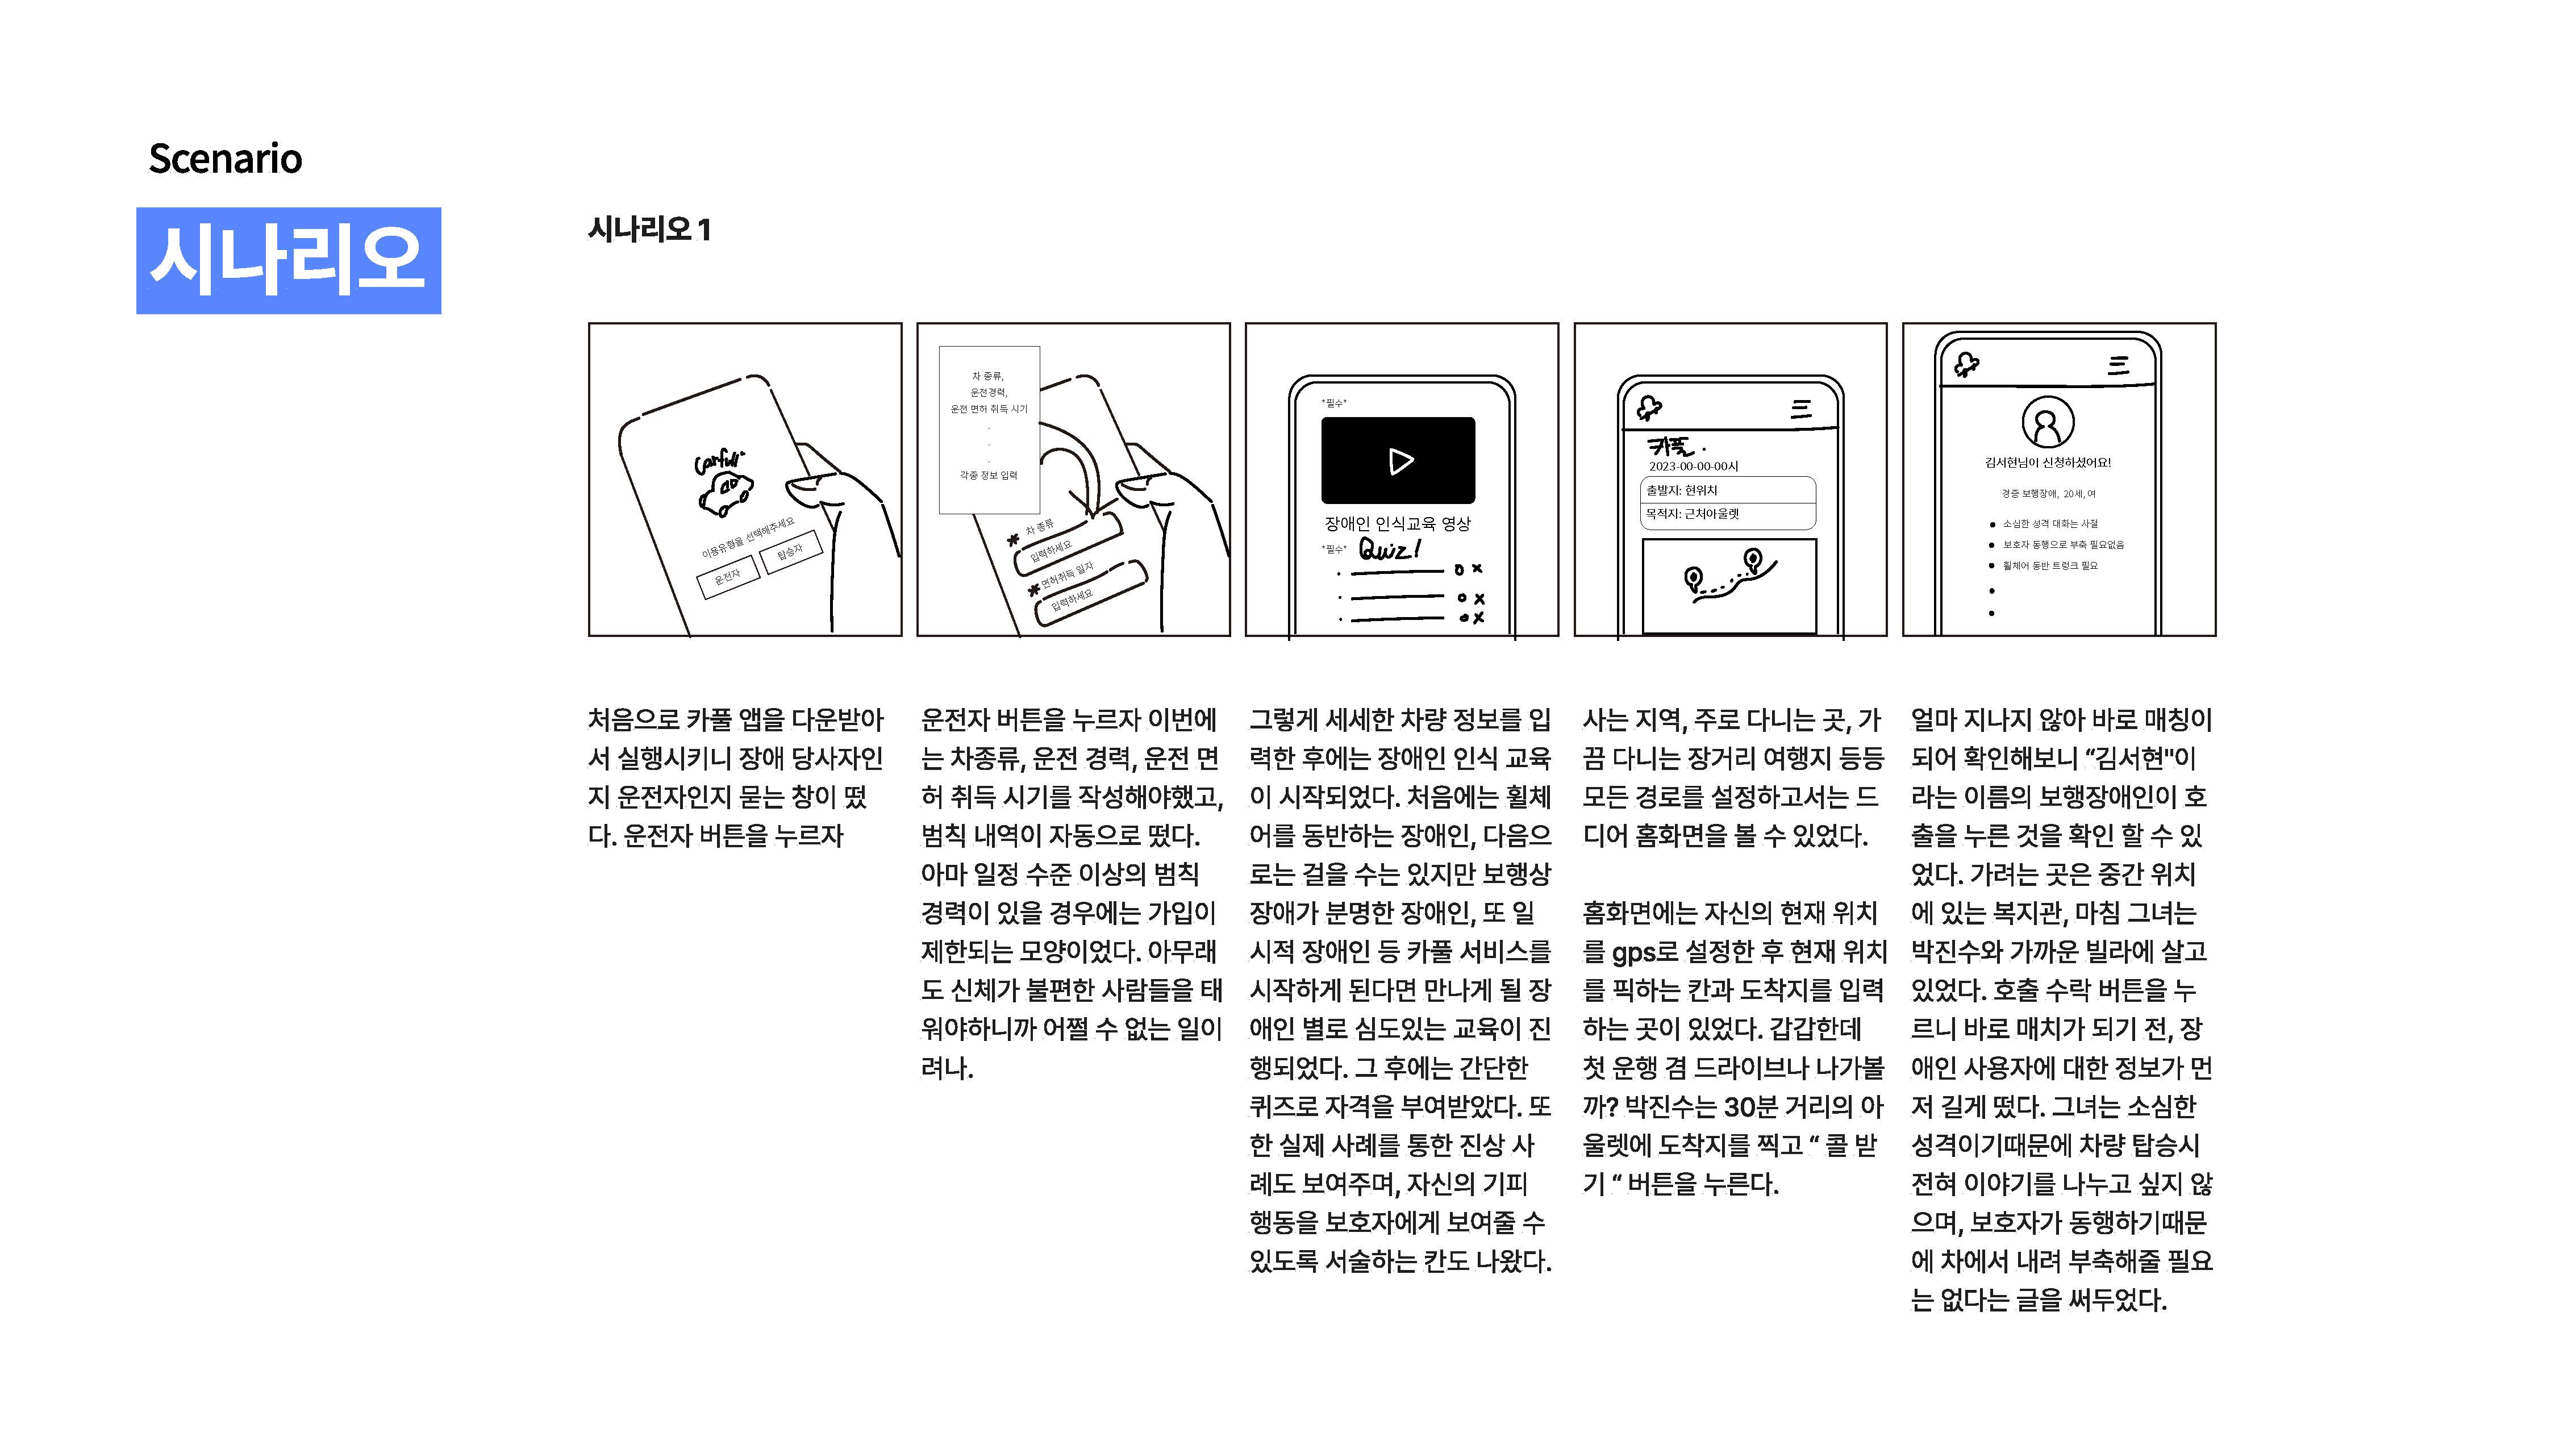 Scenario
시나리오
시나리오 1
Carfull
이용유형을 선택해주세요
운전자
탑승자
차 종류,
운전경력,
운전 면허 취득 시기
.
.
.
각종 정보 입력
* 차 종류
입력하세요
* 면허취득 일자
입력하세요
*필수*
장애인 인식교육 영상
*필수* Quiz!
o x
o x
o x
카풀 .
2023-00-00-00시
출발지: 현위치
목적지: 근처아울렛
김서현님이 신청하셨어요!
경증 보행장애, 20세, 여
● 소심한 성격 대화는 사절
● 보호자 동행으로 부축 필요없음
● 휠체어 동반 트렁크 필요
●
●
처음으로 카풀 앱을 다운받아
서 실행시키니 장애 당사자인
지 운전자인지 묻는 창이 떴
다. 운전자 버튼을 누르자
운전자 버튼을 누르자 이번에
는 차종류, 운전 경력, 운전 면
허 취득 시기를 작성해야했고,
범칙 내역이 자동으로 떴다.
아마 일정 수준 이상의 범칙
경력이 있을 경우에는 가입이
제한되는 모양이었다. 아무래
도 신체가 불편한 사람들을 태
워야하니까 어쩔 수 없는 일이
려나.
그렇게 세세한 차량 정보를 입
력한 후에는 장애인 인식 교육
이 시작되었다. 처음에는 휠체
어를 동반하는 장애인, 다음으
로는 걸을 수는 있지만 보행상
장애가 분명한 장애인, 또 일
시적 장애인 등 카풀 서비스를
시작하게 된다면 만나게 될 장
애인 별로 심도있는 교육이 진
행되었다. 그 후에는 간단한
퀴즈로 자격을 부여받았다. 또
한 실제 사례를 통한 진상 사
례도 보여주며, 자신의 기피
행동을 보호자에게 보여줄 수
있도록 서술하는 칸도 나왔다.
사는 지역, 주로 다니는 곳, 가
끔 다니는 장거리 여행지 등등
모든 경로를 설정하고서는 드
디어 홈화면을 볼 수 있었다.
홈화면에는 자신의 현재 위치
를 gps로 설정한 후 현재 위치
를 픽하는 칸과 도착지를 입력
하는 곳이 있었다. 갑갑한데
첫 운행 겸 드라이브나 나가볼
까? 박진수는 30분 거리의 아
울렛에 도착지를 찍고 “ 콜 받
기 “ 버튼을 누른다.
얼마 지나지 않아 바로 매칭이
되어 확인해보니 “김서현"이
라는 이름의 보행장애인이 호
출을 누른 것을 확인 할 수 있
었다. 가려는 곳은 중간 위치
에 있는 복지관, 마침 그녀는
박진수와 가까운 빌라에 살고
있었다. 호출 수락 버튼을 누
르니 바로 매치가 되기 전, 장
애인 사용자에 대한 정보가 먼
저 길게 떴다. 그녀는 소심한
성격이기때문에 차량 탑승시
전혀 이야기를 나누고 싶지 않
으며, 보호자가 동행하기때문
에 차에서 내려 부축해줄 필요
는 없다는 글을 써두었다.